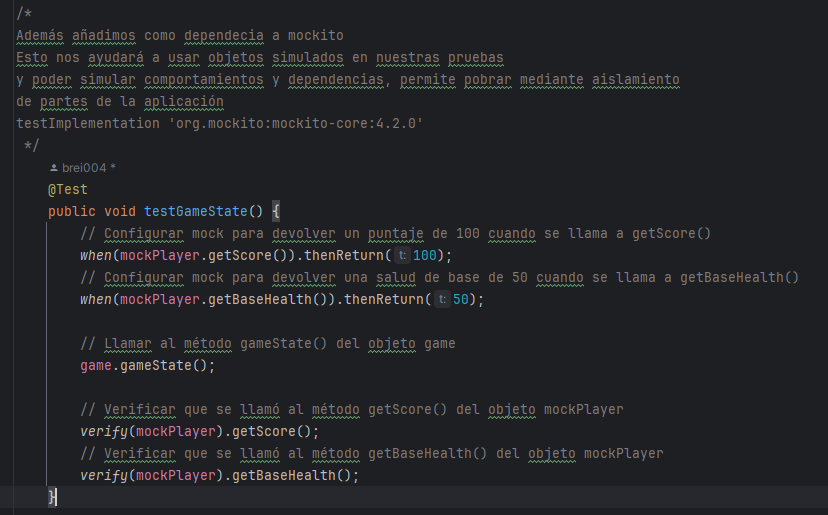 /*
Además añadimos como dependecia a mockito
Esto nos ayudará a usar objetos simulados en nuestras pruebas
y poder simular comportamientos y dependencias, permite pobrar mediante aislamiento
de partes de la aplicación
testImplementation 'org.mockito:mockito-core:4.2.0'
*/
brei004 *
@Test
public void testGameState() {
// Configurar mock para devolver un puntaje de 100 cuando se llama a getScore()
when(mockPlayer.getScore()).thenReturn( t: 100);
// Configurar mock para devolver una salud de base de 50 cuando se llama a getBaseHealth()
when(mockPlayer.getBaseHealth()).thenReturn( t: 50);
// Llamar al método gameState() del objeto game
game.gameState();
// Verificar que se llamó al método getScore() del objeto mockPlayer
verify(mockPlayer).getScore();
// Verificar que se llamó al método getBaseHealth() del objeto mockPlayer
verify(mockPlayer).getBaseHealth();
}